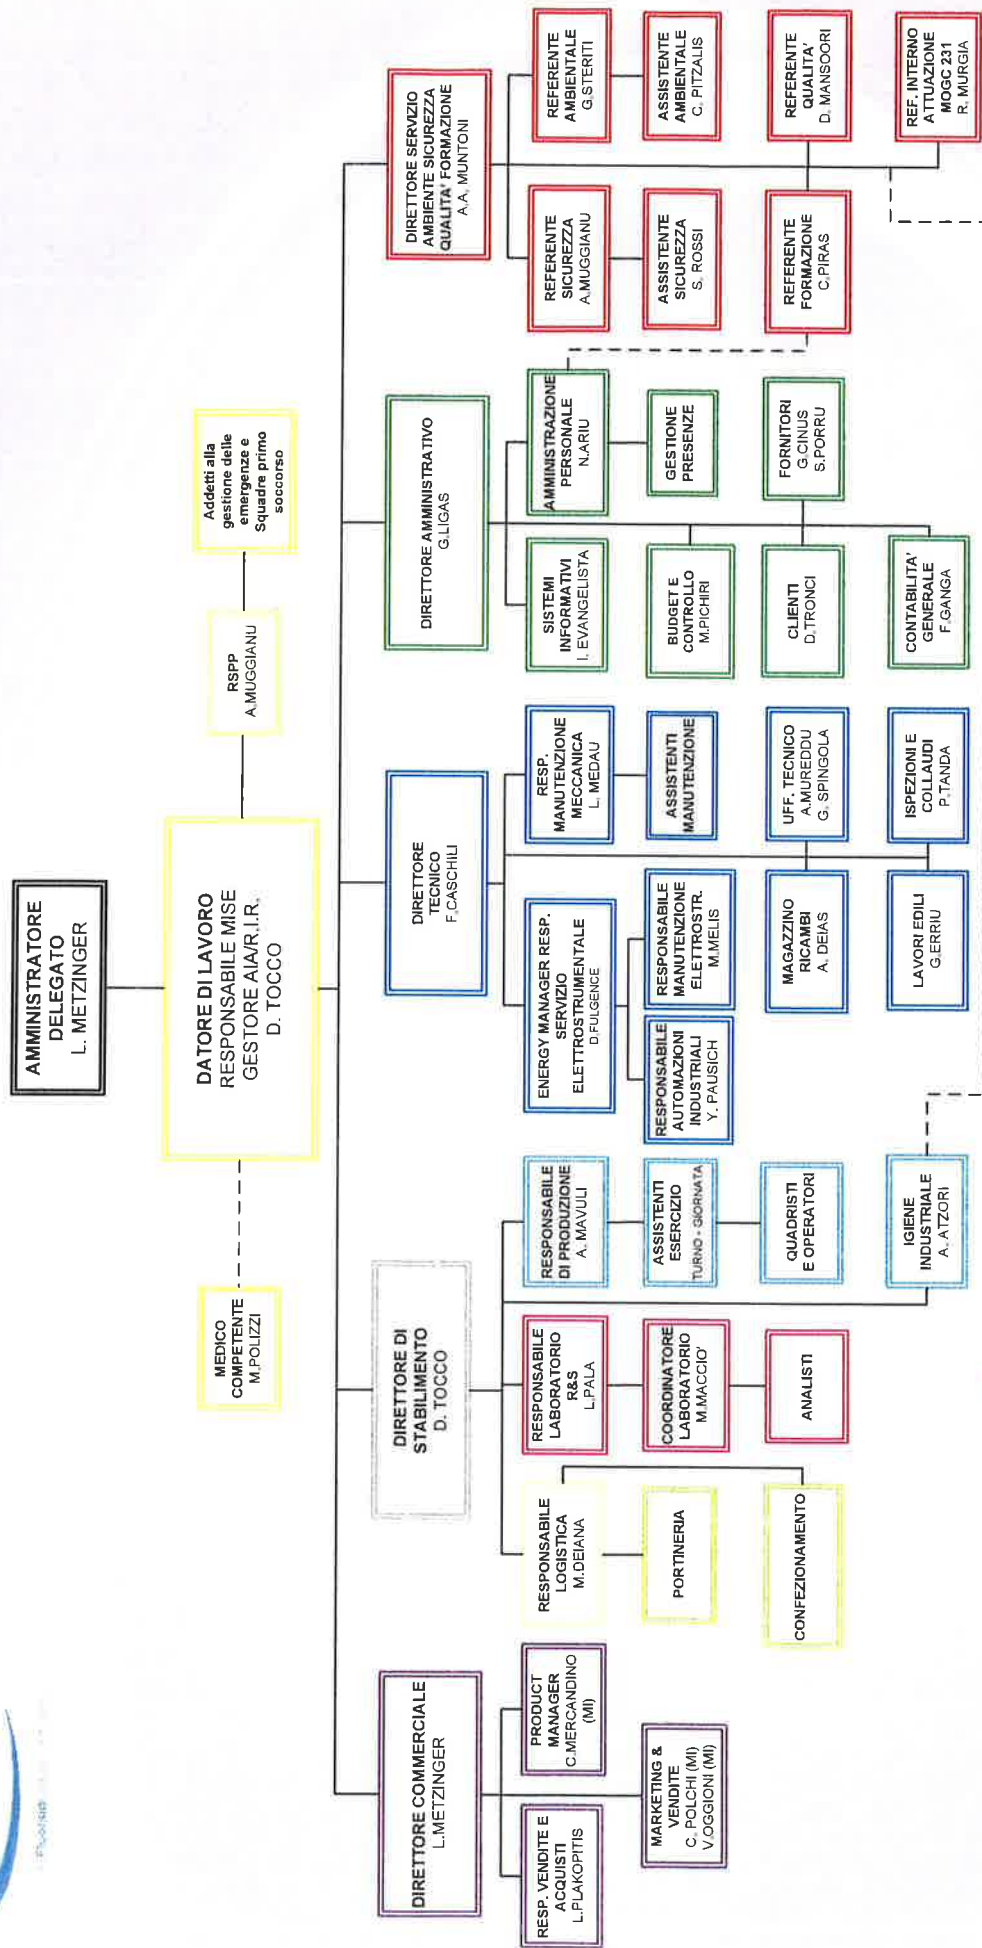 AMMINISTRATORE
DELEGATO
L. METZINGER
DATORE DI LAVORO
RESPONSABILE MISE
GESTORE AIA/R.I.R.
D. TOCCO
MEDICO
COMPETENTE
M.POLIZZI
RSPP
A.MUGGIANU
Addetti alla
gestione delle
emergenze e
Squadre primo
soccorso
DIRETTORE COMMERCIALE
L.METZINGER
RESP. VENDITE E
ACQUISTI
L.PLAKOPITIS
PRODUCT
MANAGER
C.MERCANDINO
(MI)
MARKETING &
VENDITE
C. POLCHI (MI)
V.OGGIONI (MI)
DIRETTORE DI
STABILIMENTO
D. TOCCO
RESPONSABILE
LOGISTICA
M.DEIANA
PORTINERIA
CONFEZIONAMENTO
RESPONSABILE
LABORATORIO
R&S
L.PALA
COORDINATORE
LABORATORIO
M.MACCIO'
ANALISTI
RESPONSABILE
DI PRODUZIONE
A. MAVULI
ASSISTENTI
ESERCIZIO
TURNO - GIORNATA
QUADRISTI
E OPERATORI
IGIENE
INDUSTRIALE
A. ATZORI
DIRETTORE
TECNICO
F.CASCHILI
ENERGY MANAGER RESP.
SERVIZIO
ELETTROSTRUMENTALE
D.FULGENCE
RESPONSABILE
AUTOMAZIONI
INDUSTRIALI
Y. PAUSICH
RESPONSABILE
MANUTENZIONE
ELETTROSTR.
M.MELIS
RESP.
MANUTENZIONE
MECCANICA
L. MEDAU
ASSISTENTI
MANUTENZIONE
MAGAZZINO
RICAMBI
A. DEIAS
UFF. TECNICO
A.MUREDDU
G. SPINGOLA
LAVORI EDILI
G.ERRIU
ISPEZIONI E
COLLAUDI
P.TANDA
DIRETTORE AMMINISTRATIVO
G.LIGAS
SISTEMI
INFORMATIVI
I. EVANGELISTA
AMMINISTRAZIONE
PERSONALE
N.ARIU
BUDGET E
CONTROLLO
M.PICHIRI
GESTIONE
PRESENZE
CLIENTI
D.TRONCI
FORNITORI
G.CINUS
S.PORRU
CONTABILITA'
GENERALE
F.GANGA
DIRETTORE SERVIZIO
AMBIENTE SICUREZZA
QUALITA' FORMAZIONE
A.A. MUNTONI
REFERENTE
SICUREZZA
A.MUGGIANU
REFERENTE
AMBIENTALE
G.STERITI
ASSISTENTE
SICUREZZA
S. ROSSI
ASSISTENTE
AMBIENTALE
C. PITZALIS
REFERENTE
FORMAZIONE
C.PIRAS
REFERENTE
QUALITA'
D. MANSOORI
REF. INTERNO
ATTUAZIONE
MOGC 231
R. MURGIA